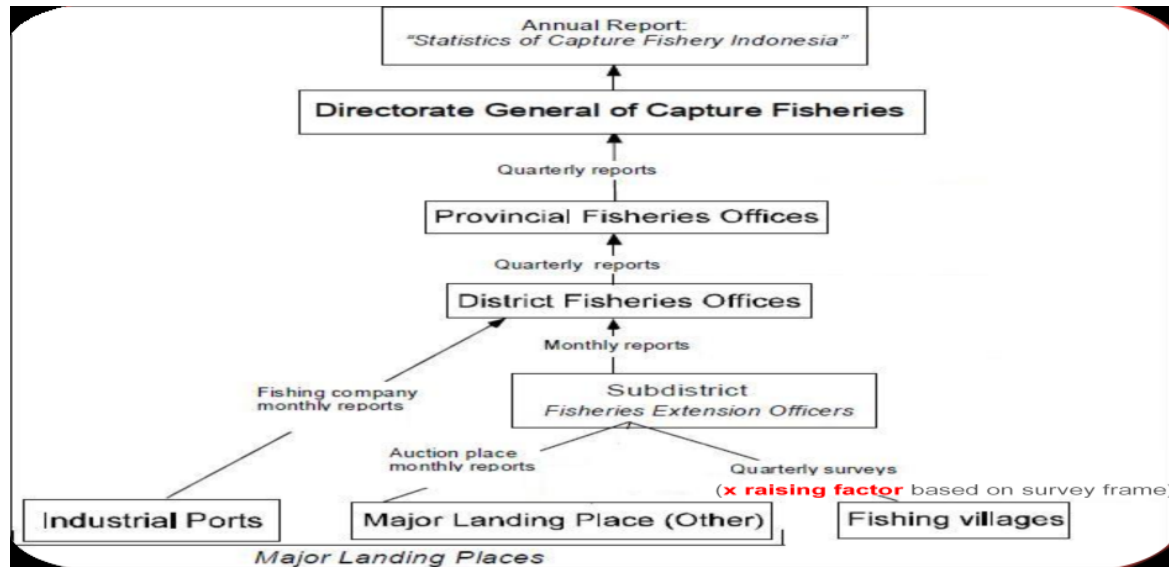 Annual Report:
“Statistics of Capture Fishery Indonesia”
Directorate General of Capture Fisheries
Quarterly reports
Provincial Fisheries Offices
Quarterly reports
District Fisheries Offices
Monthly reports
Fishing company
monthly reports
Subdistrict
Fisheries Extension Officers
Auction place
monthly reports
Quarterly surveys
(x raising factor based on survey frame)
Industrial Ports
Major Landing Place (Other)
Fishing villages
Major Landing Places